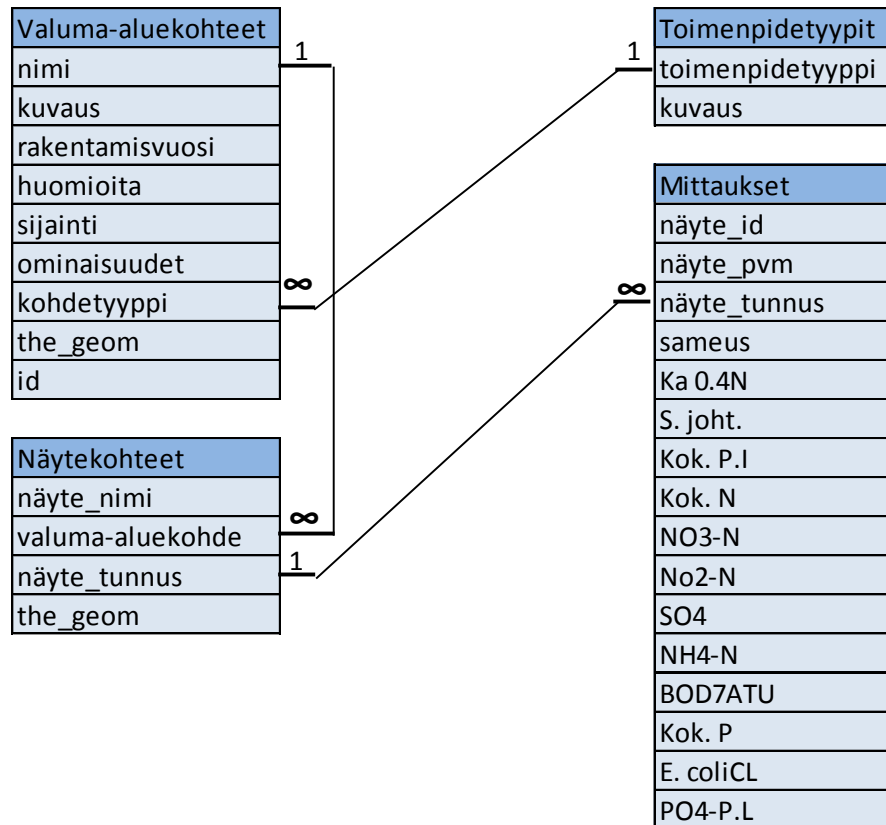 Valuma-aluekohteet
nimi
kuvaus
rakentamisvuosi
huomioita
sijainti
ominaisuudet
kohdetyyppi
the_geom
id
1
∞
Näytekohteet
näyte_nimi
valuma-aluekohde
näyte_tunnus
the_geom
∞
1
Toimenpidetyypit
toimenpidetyyppi
kuvaus
1
Mittaukset
näyte_id
näyte_pvm
näyte_tunnus
sameus
Ka 0.4N
S. joht.
Kok. P.I
Kok. N
NO3-N
No2-N
SO4
NH4-N
BOD7ATU
Kok. P
E. coliCL
PO4-P.L
∞